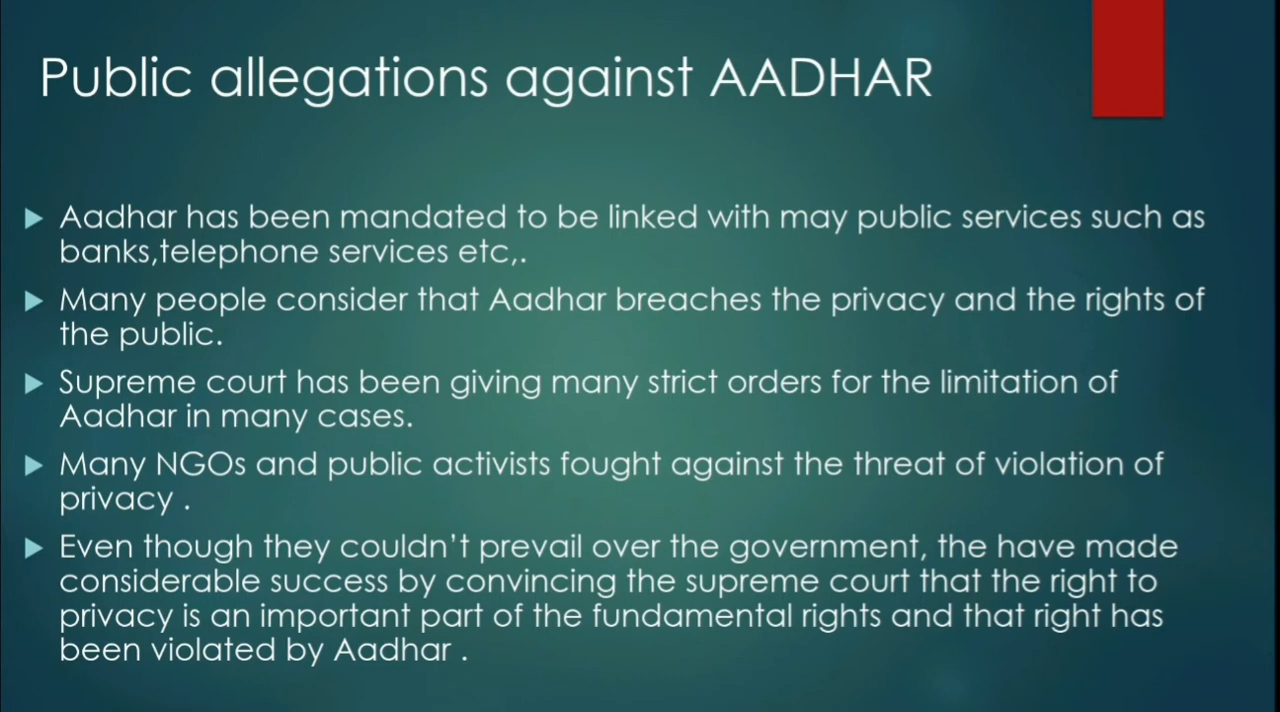 Public allegations against AADHAR
Aadhar has been mandated to be linked with may public services such as
banks,telephone services etc,.
Many people consider that Aadhar breaches the privacy and the rights of
the public.
Supreme court has been giving many strict orders for the limitation of
Aadhar in many cases.
Many NGOs and public activists fought against the threat of violation of
privacy .
Even though they couldn’t prevail over the government, the have made
considerable success by convincing the supreme court that the right to
privacy is an important part of the fundamental rights and that right has
been violated by Aadhar .